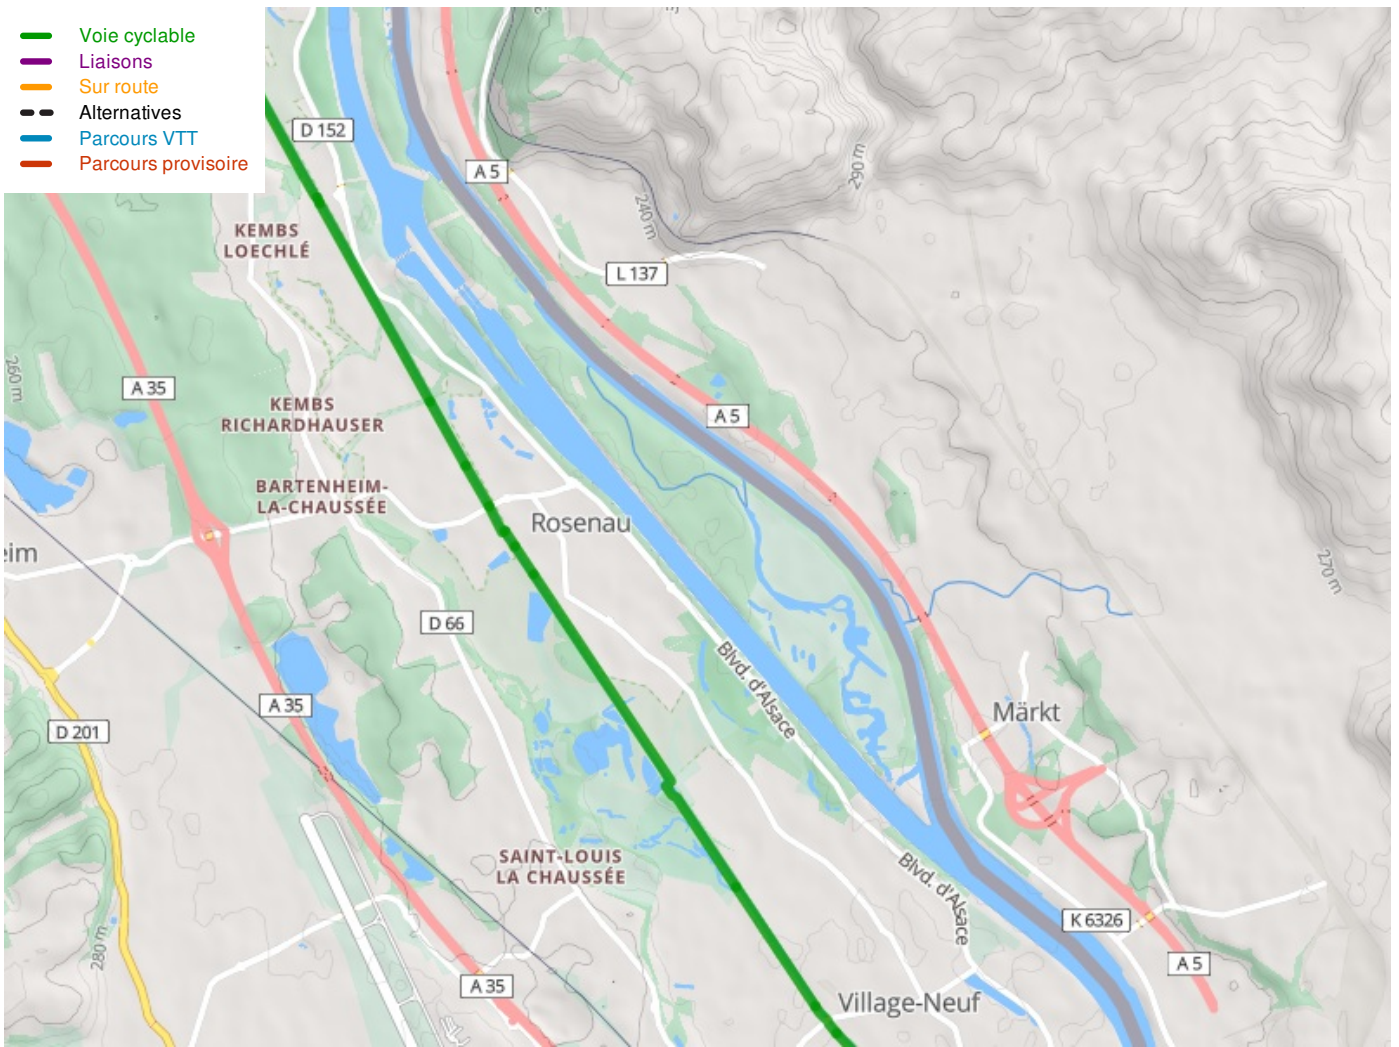 Voie cyclable
Liaisons
Sur route
Alternatives
Parcours VTT
Parcours provisoire
D 152
A 5
290 m
240 m
KEMBS
LOECHLÉ
L 137
260 m
A 35
KEMBS
RICHARDHAUSER
A 5
BARTENHEIM-
LA-CHAUSSÉE
Rosenau
eim
270 m
D 66
Blvd. d'Alsace
A 35
D 201
Märkt
SAINT-LOUIS
LA CHAUSSÉE
Blvd. d'Alsace
K 6326
280 m
A 5
A 35
Village-Neuf